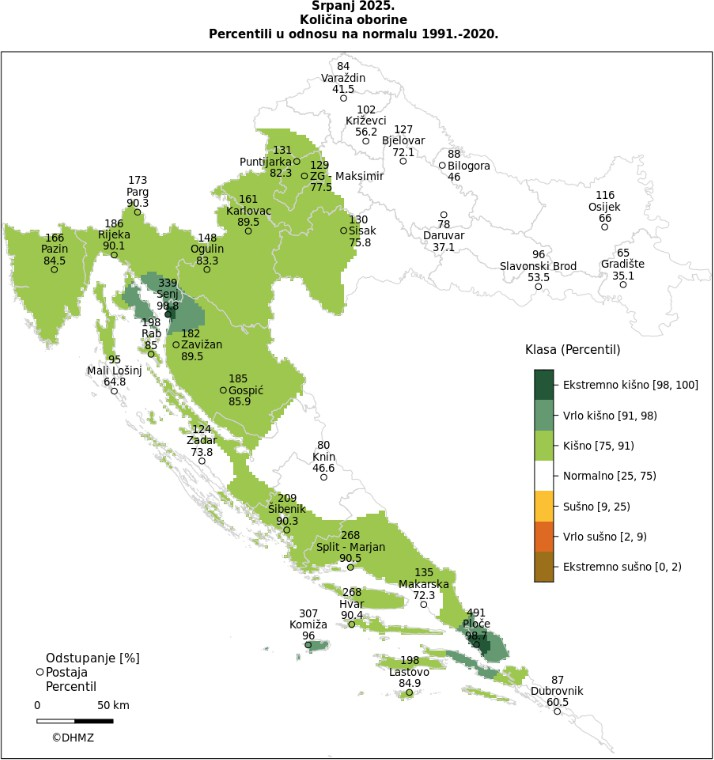 Srpanj 2025.
Količina oborine
Percentili u odnosu na normalu 1991.-2020.
84
Varaždin
41.5
102
Križevci
56.2
127
Bjelovar
72.1
131
Puntijarka
82.3
129
ZG - Maksimir
77.5
88
Bilogora
46
173
Parg
90.3
161
Karlovac
89.5
116
Osijek
66
186
Rijeka
90.1
130
Sisak
75.8
78
Daruvar
37.1
166
Pazin
84.5
148
Ogulin
83.3
96
Slavonski Brod
53.5
65
Gradište
35.1
339
Senj
98.8
198
Rab
85
182
Zavižan
89.5
95
Mali Lošinj
64.8
185
Gospić
85.9
124
Zadar
73.8
80
Knin
46.6
209
Šibenik
90.3
268
Split - Marjan
90.5
135
Makarska
72.3
268
Hvar
90.4
307
Komiža
96
491
Ploče
98.7
198
Lastovo
84.9
87
Dubrovnik
60.5
Klasa (Percentil)
Ekstremno kišno [98, 100]
Vrlo kišno [91, 98)
Kišno [75, 91)
Normalno [25, 75)
Sušno [9, 25)
Vrlo sušno [2, 9)
Ekstremno sušno [0, 2)
Odstupanje [%]
Postaja
Percentil
0 50 km
©DHMZ